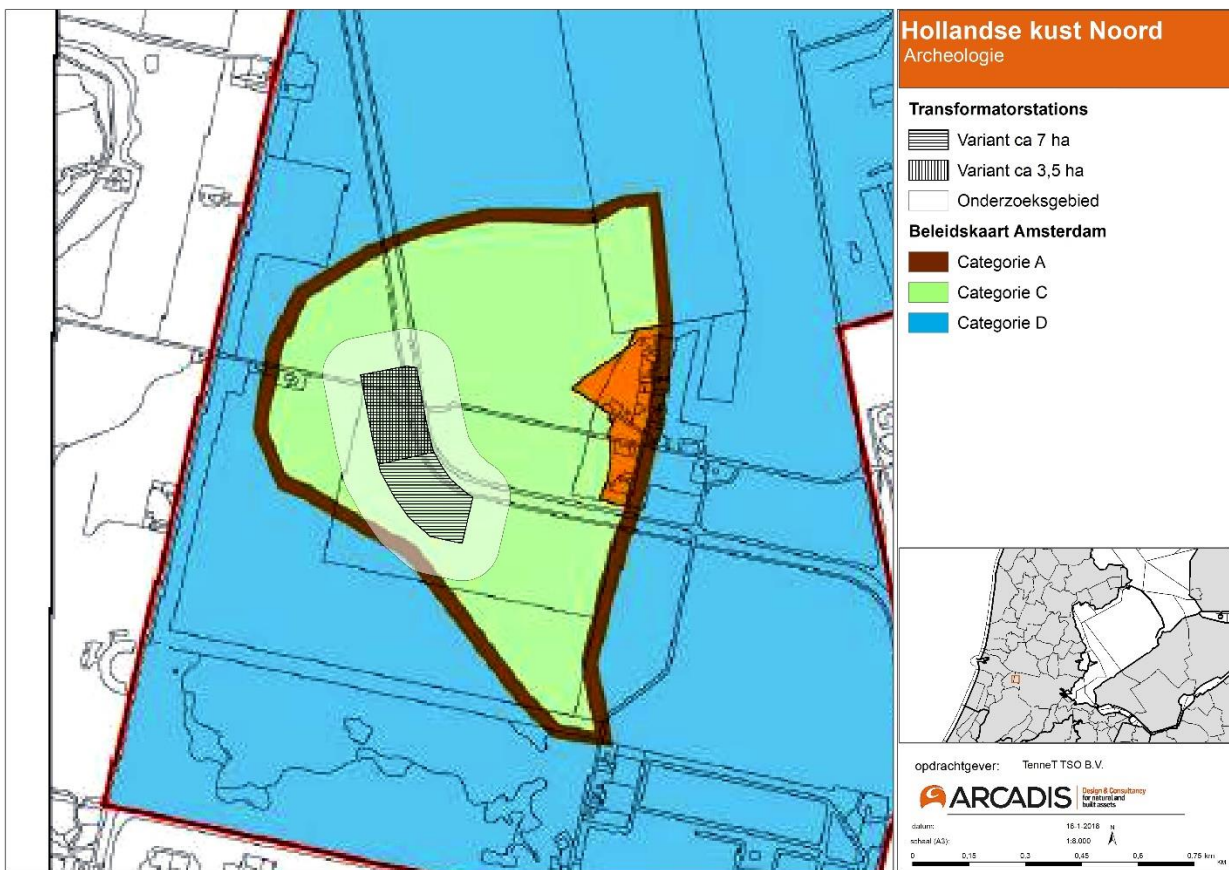 Hollandse kust Noord
Archeologie
Transformatorstations
Variant ca 7 ha
Variant ca 3,5 ha
Onderzoeksgebied
Beleidskaart Amsterdam
Categorie A
Categorie C
Categorie D
opdrachtgever: TenneT TSO B.V.
ARCADIS
Design & Consultancy
for natural and
built assets
datum: 16-1-2018
N
schaal (A3): 1:8.000
0 0,15 0,3 0,45 0,6 0,75 km
KM